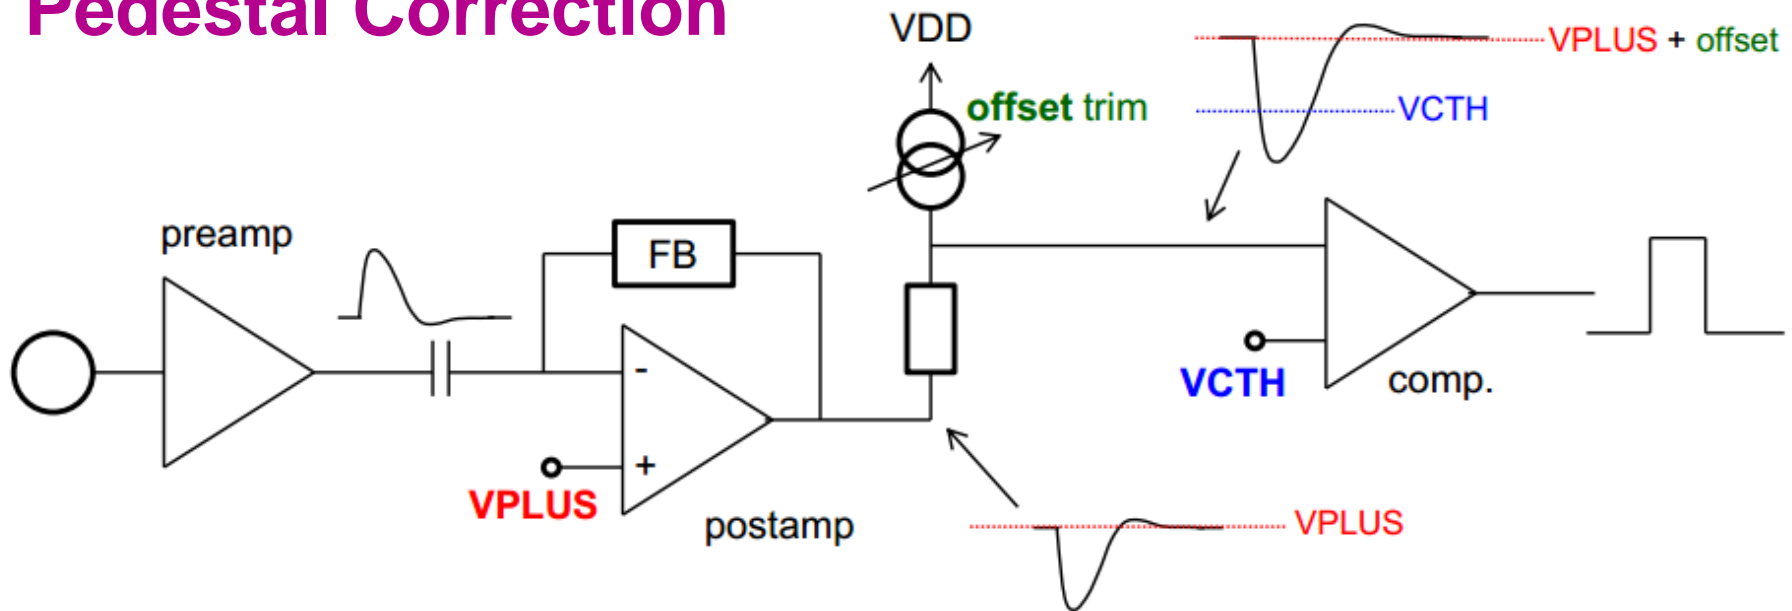 Pedestal Correction
VDD
VPLUS + offset
offset trim
VCTH
preamp
FB
-
+
VPLUS
postamp
VCTH
comp.
VPLUS